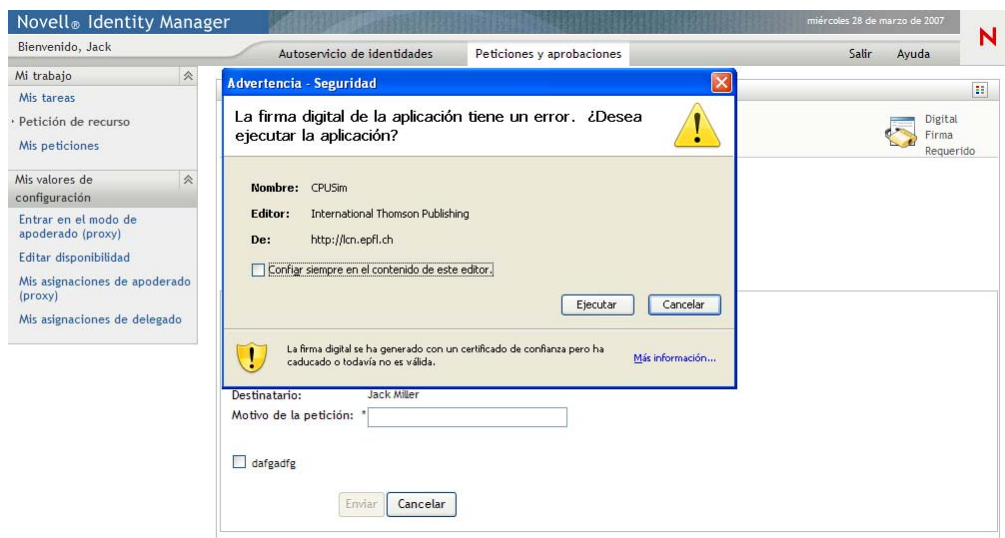 Novell® Identity Manager
miércoles 28 de marzo de 2007
N
Bienvenido, Jack
Autoservicio de identidades
Peticiones y aprobaciones
Salir
Ayuda
Mi trabajo
Mis tareas
Petición de recurso
Mis peticiones
Mis valores de
configuración
Entrar en el modo de
apoderado (proxy)
Editar disponibilidad
Mis asignaciones de apoderado
(proxy)
Mis asignaciones de delegado
Digital
Firma
Requerido
Advertencia - Seguridad
La firma digital de la aplicación tiene un error. ¿Desea
ejecutar la aplicación?
Nombre: CPUSim
Editor: International Thomson Publishing
De: http://lcn.epfl.ch
Confiar siempre en el contenido de este editor.
Ejecutar
Cancelar
La firma digital se ha generado con un certificado de confianza pero ha
caducado o todavía no es válida.
Más información...
Destinatario: Jack Miller
Motivo de la petición: *
dafgadfg
Enviar
Cancelar